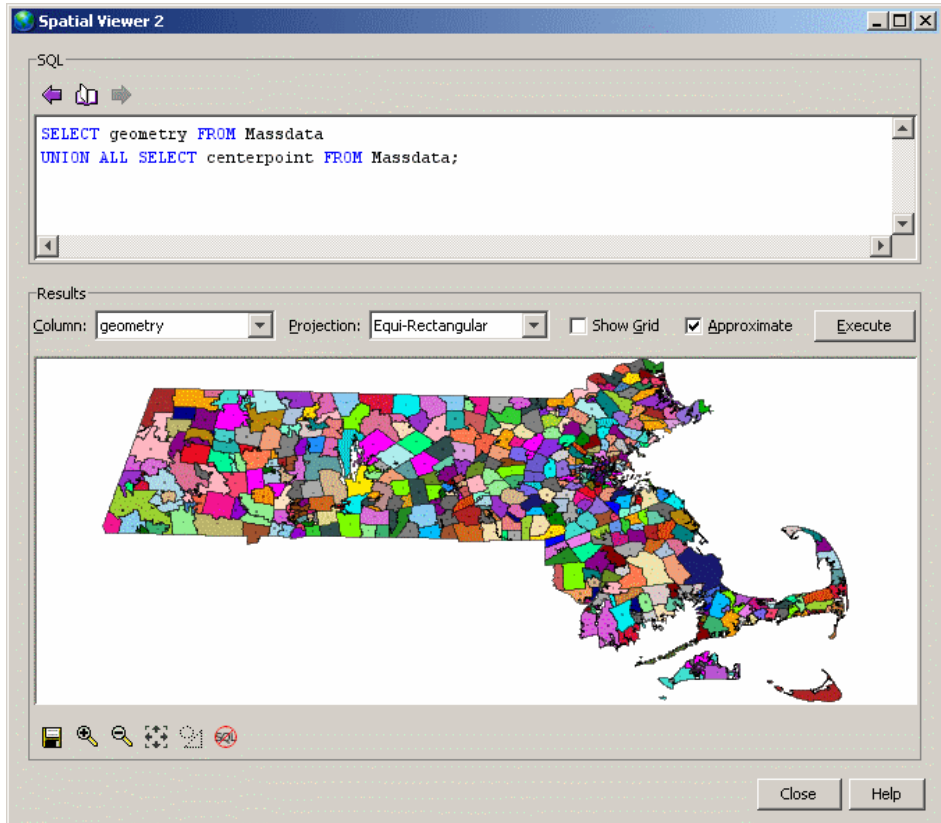 Spatial Viewer 2
SQL
SELECT geometry FROM Massdata
UNION ALL SELECT centerpoint FROM Massdata;
Results
Column: geometry Projection: Equi-Rectangular Show Grid Approximate Execute
SQL
Close Help